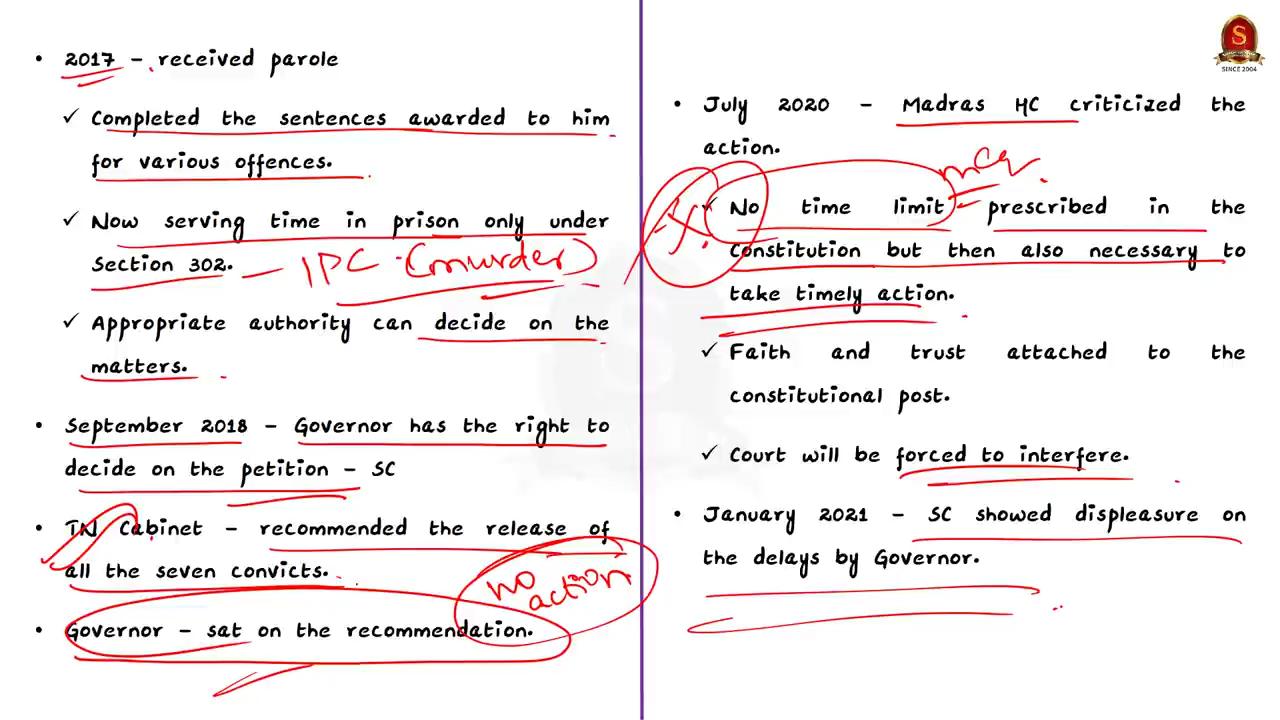 • 2017 - received parole
✓ Completed the sentences awarded to him
for various offences.
✓ Now serving time in prison only under
Section 302. — IPC - (murder)
✓ Appropriate authority can decide on the
matters.
• September 2018 - Governor has the right to
decide on the petition - SC
• TN Cabinet - recommended the release of
all the seven convicts.
no
action
• Governor - sat on the recommendation.
S
SINCE 2004
• July 2020 - Madras HC criticized the
action.
mcq
✓ No time limit prescribed in the
constitution but then also necessary to
take timely action.
✓ Faith and trust attached to the
constitutional post.
✓ Court will be forced to interfere.
• January 2021 - SC showed displeasure on
the delays by Governor.